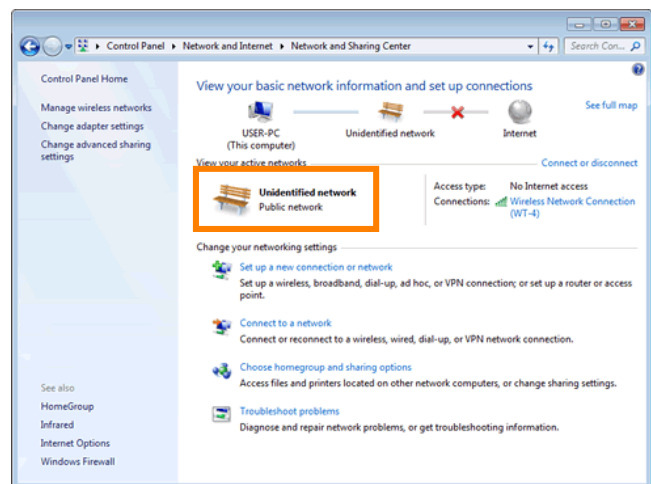 Control Panel Network and Internet Network and Sharing Center Search Con...
Control Panel Home
Manage wireless networks
Change adapter settings
Change advanced sharing
settings
View your basic network information and set up connections
See full map
USER-PC
(This computer)
Unidentified network
Internet
View your active networks
Connect or disconnect
Unidentified network
Public network
Access type: No Internet access
Connections: Wireless Network Connection
(WT-4)
Change your networking settings
Set up a new connection or network
Set up a wireless, broadband, dial-up, ad hoc, or VPN connection; or set up a router or access
point.
Connect to a network
Connect or reconnect to a wireless, wired, dial-up, or VPN network connection.
Choose homegroup and sharing options
Access files and printers located on other network computers, or change sharing settings.
Troubleshoot problems
Diagnose and repair network problems, or get troubleshooting information.
See also
HomeGroup
Infrared
Internet Options
Windows Firewall